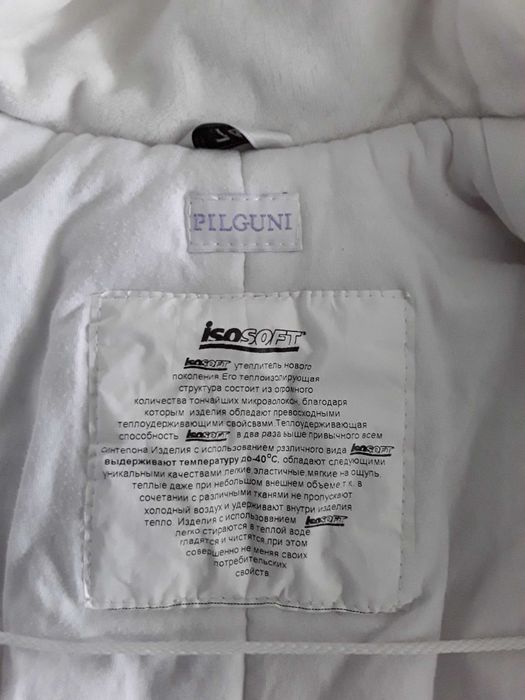 PILGUNI
isoSOFT
isoSOFT утеплитель нового
поколения.Его теплоизолирующая
структура состоит из огромного
количества тончайших микроволокон, благодаря
которым изделия обладают превосходными
теплоудерживающими свойствами.Теплоудерживающая
способность isoSOFT в два раза выше привычного всем
синтепона.Изделия с использованием различного вида isoSOFT
выдерживают температуру до-40°С, обладают следующими
уникальными качествами:легкие,эластичные,мягкие на ощупь,
теплые даже при небольшом внешнем объеме,т.к. в
сочетании с различными тканями не пропускают
холодный воздух и удерживают внутри изделия
тепло. Изделия с использованием isoSOFT
легко стираются в теплой воде,
гладятся и чистятся,при этом
совершенно не меняя своих
потребительских
свойств